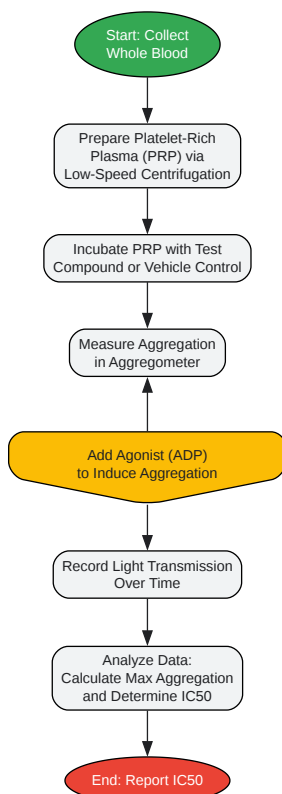 Start: Collect
Whole Blood
Prepare Platelet-Rich
Plasma (PRP) via
Low-Speed Centrifugation
Incubate PRP with Test
Compound or Vehicle Control
Measure Aggregation
in Aggregometer
Add Agonist (ADP)
to Induce Aggregation
Record Light Transmission
Over Time
Analyze Data:
Calculate Max Aggregation
and Determine IC50
End: Report IC50